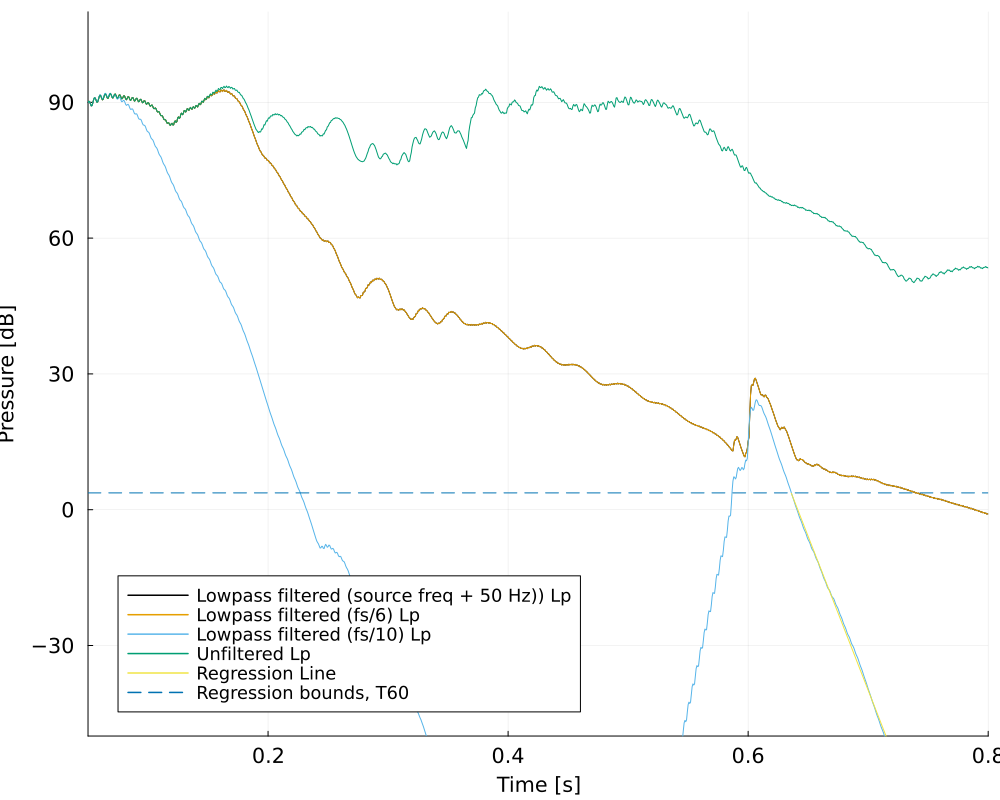 90
60
30
0
−30
Pressure [dB]
Lowpass filtered (source freq + 50 Hz)) Lp
Lowpass filtered (fs/6) Lp
Lowpass filtered (fs/10) Lp
Unfiltered Lp
Regression Line
Regression bounds, T60
0.2
0.4
0.6
0.8
Time [s]